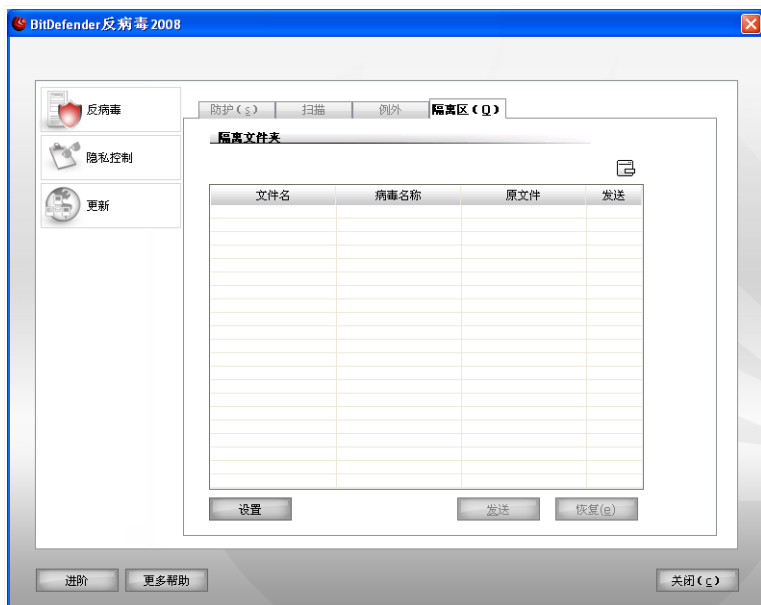 BitDefender反病毒2008
反病毒
隐私控制
更新
防护(s) 扫描 例外 隔离区(Q)
隔离文件夹
文件名 病毒名称 原文件 发送
设置 发送 恢复(e)
进阶 更多帮助 关闭(c)